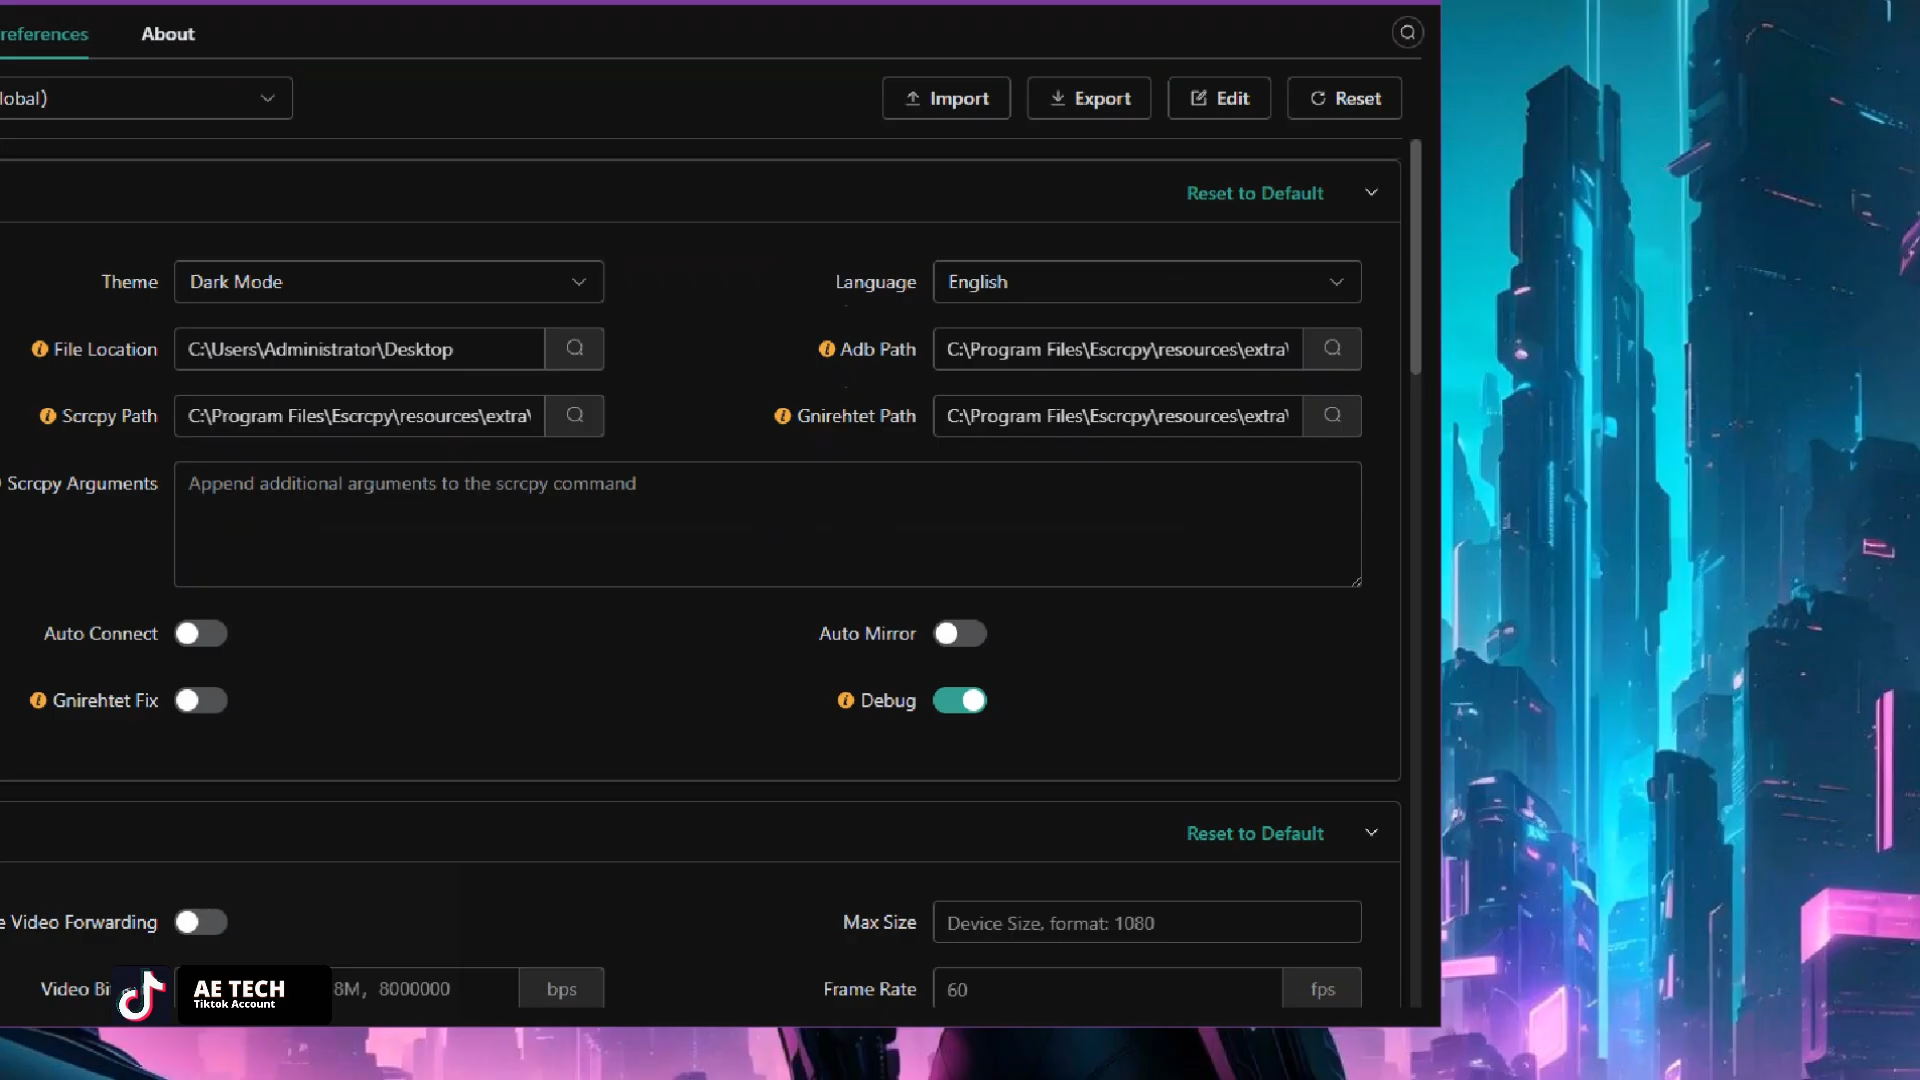 references About
lobal) Import Export Edit Reset
Reset to Default
Theme Dark Mode Language English
File Location C:\Users\Administrator\Desktop Adb Path C:\Program Files\Escrcpy\resources\extra\
Scrcpy Path C:\Program Files\Escrcpy\resources\extra\ Gnirehtet Path C:\Program Files\Escrcpy\resources\extra\
Scrcpy Arguments Append additional arguments to the scrcpy command
Auto Connect Auto Mirror
Gnirehtet Fix Debug
Reset to Default
e Video Forwarding Max Size Device Size, format: 1080
Video Bi 8M, 8000000 bps Frame Rate 60 fps
AE TECH
Tiktok Account